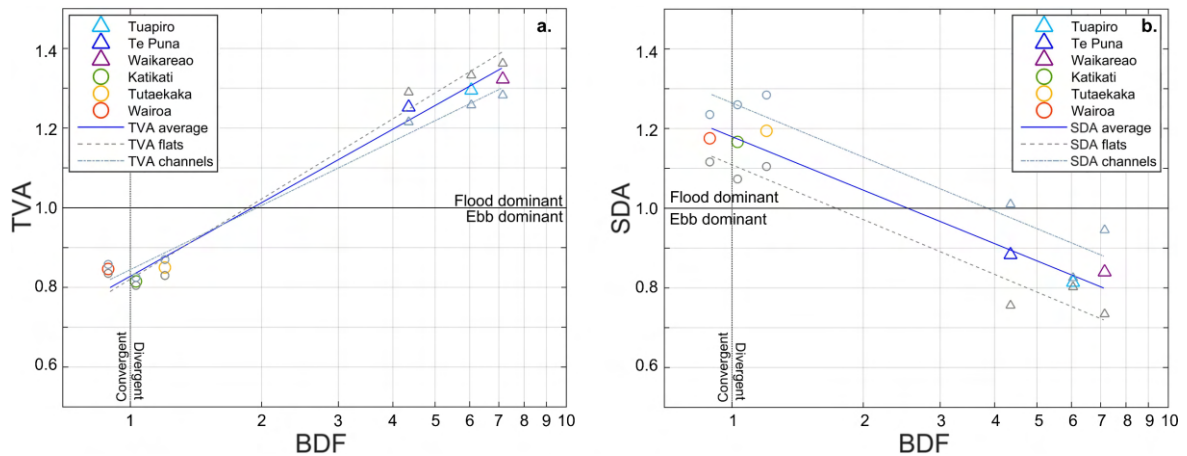 a.
Tuapiro
Te Puna
Waikareao
Katikati
Tutaekaka
Wairoa
TVA average
TVA flats
TVA channels
1.4
1.2
1.0
0.8
0.6
TVA
Flood dominant
Ebb dominant
Convergent
Divergent
1 2 3 4 5 6 7 8 9 10
BDF
b.
Tuapiro
Te Puna
Waikareao
Katikati
Tutaekaka
Wairoa
SDA average
SDA flats
SDA channels
1.4
1.2
1.0
0.8
0.6
SDA
Flood dominant
Ebb dominant
Convergent
Divergent
1 2 3 4 5 6 7 8 9 10
BDF